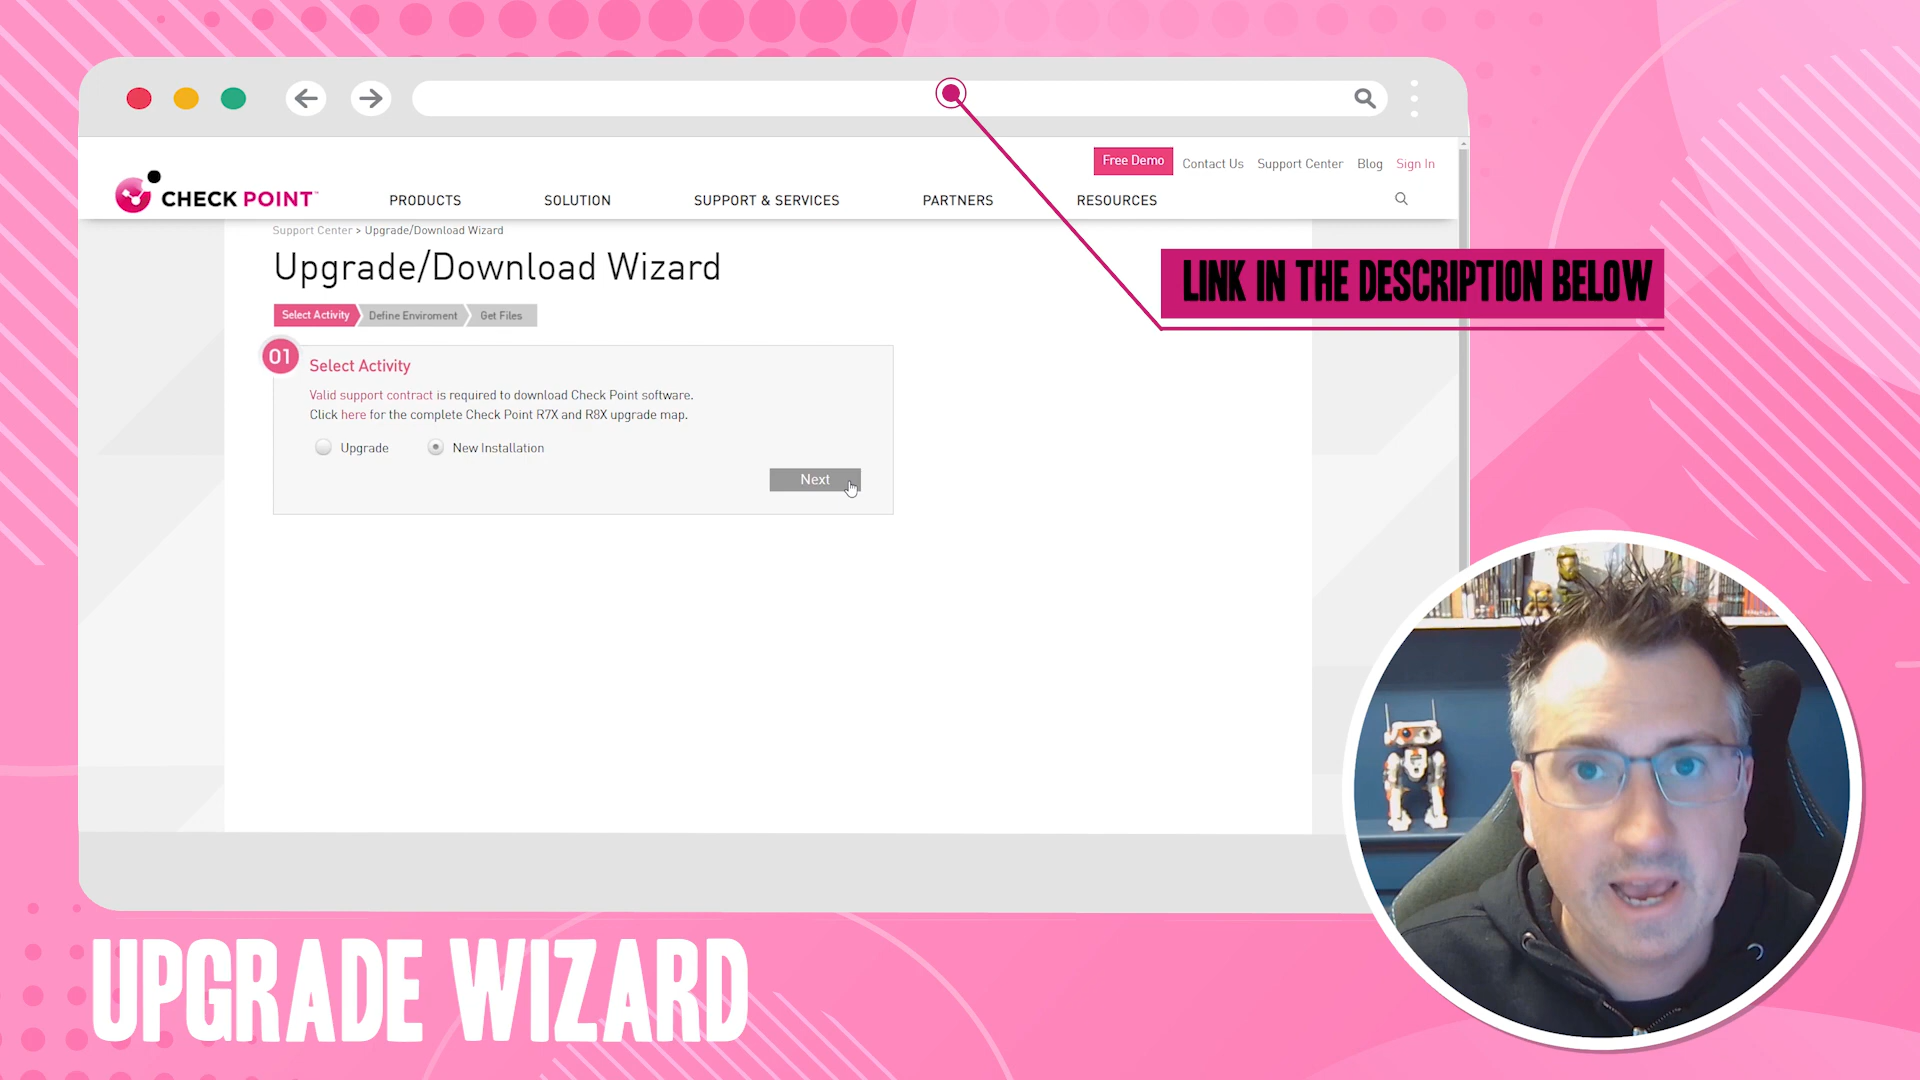 Free Demo Contact Us Support Center Blog Sign In
CHECK POINT™ PRODUCTS SOLUTION SUPPORT & SERVICES PARTNERS RESOURCES
Support Center > Upgrade/Download Wizard
Upgrade/Download Wizard
LINK IN THE DESCRIPTION BELOW
Select Activity Define Enviroment Get Files
01
Select Activity
Valid support contract is required to download Check Point software.
Click here for the complete Check Point R7X and R8X upgrade map.
Upgrade New Installation
Next
UPGRADE WIZARD